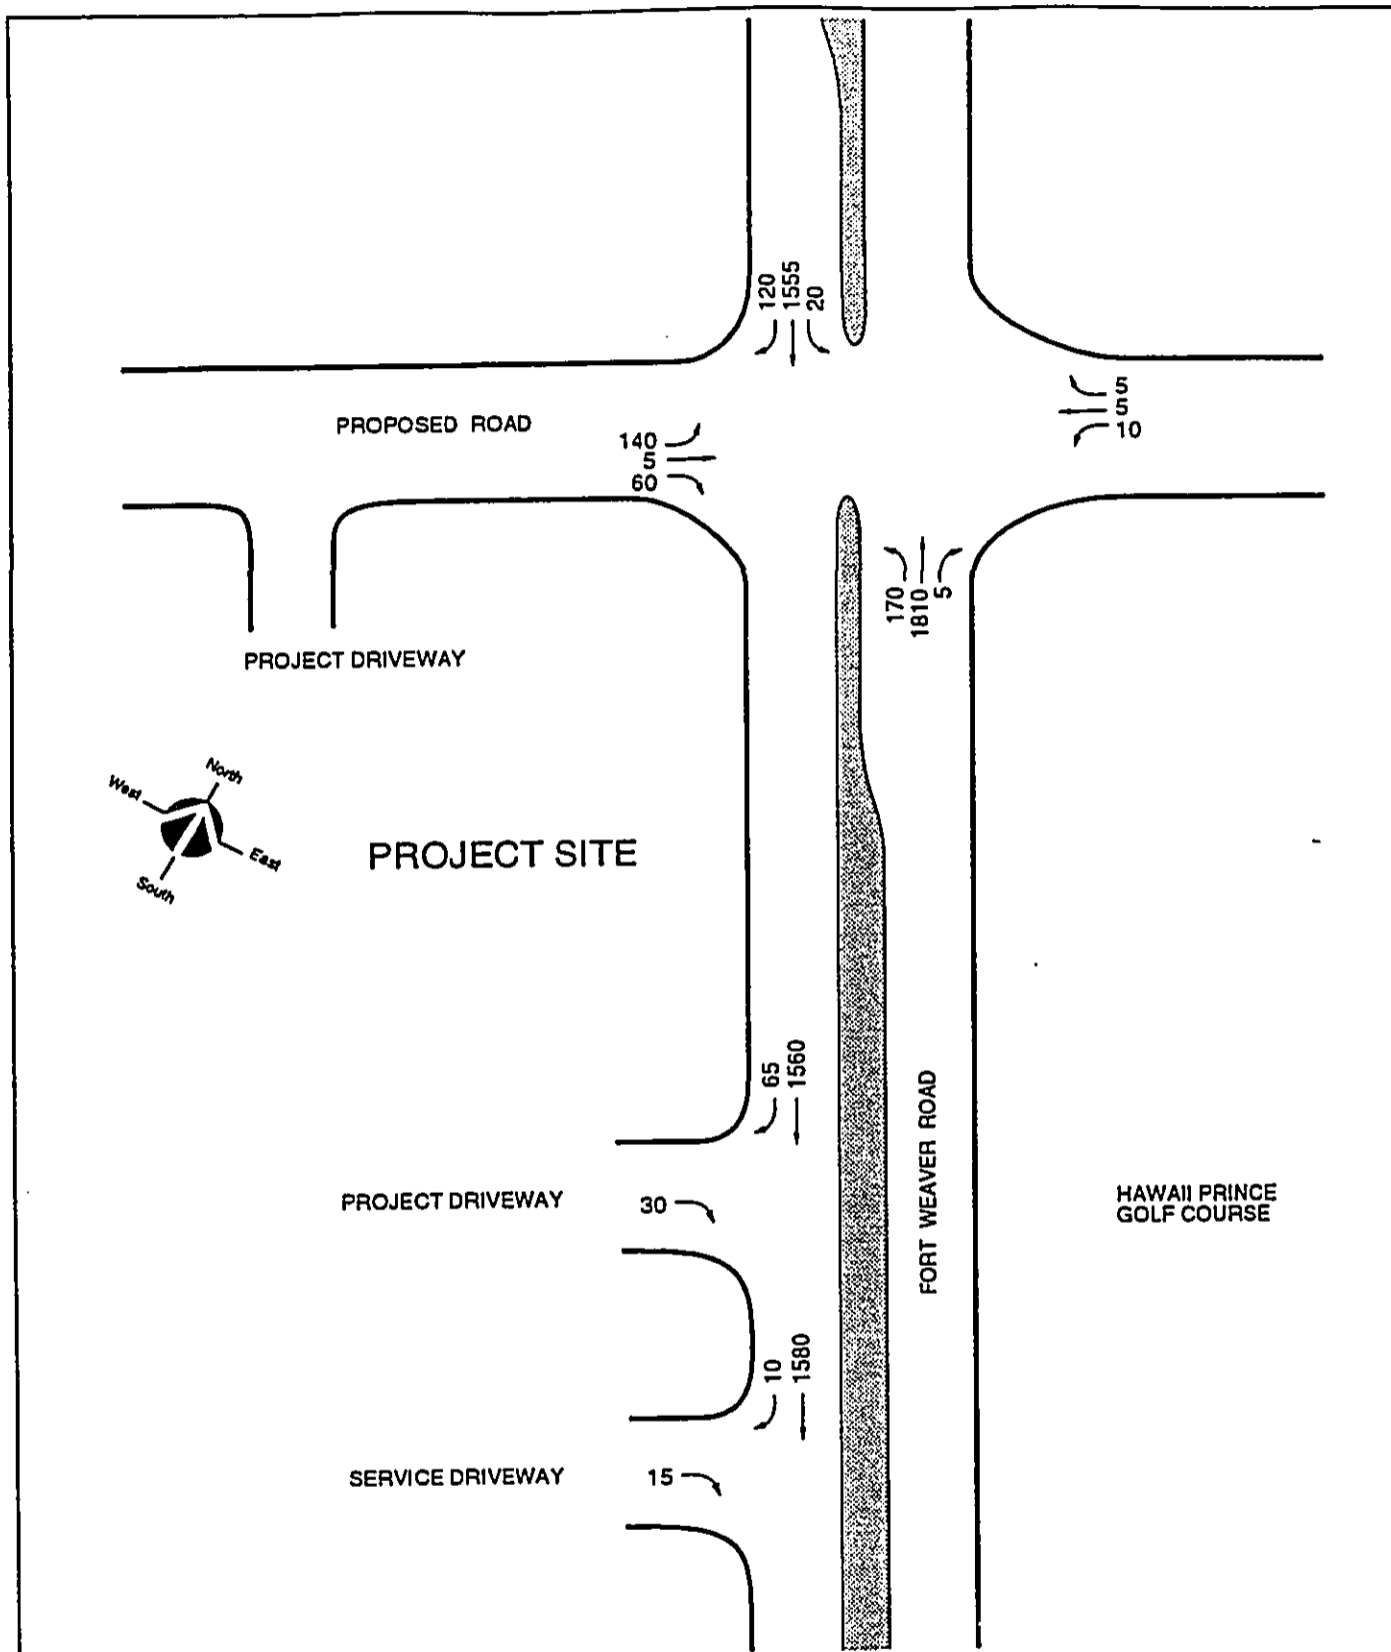 120
1555
20
PROPOSED ROAD
140
5
60
5
5
10
170
1810
5
PROJECT DRIVEWAY
North
West
East
South
PROJECT SITE
65
1560
FORT WEAVER ROAD
PROJECT DRIVEWAY
30
HAWAII PRINCE
GOLF COURSE
10
1580
SERVICE DRIVEWAY
15